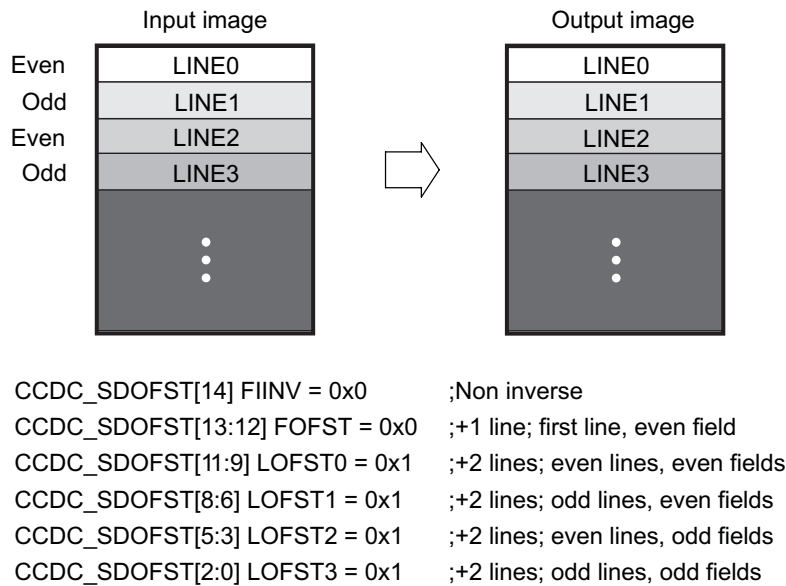 Input image Output image
Even LINE0 LINE0
Odd LINE1 LINE1
Even LINE2 LINE2
Odd LINE3 LINE3
CCDC_SDOFST[14] FIINV = 0x0 ;Non inverse
CCDC_SDOFST[13:12] FOFST = 0x0 ;+1 line; first line, even field
CCDC_SDOFST[11:9] LOFST0 = 0x1 ;+2 lines; even lines, even fields
CCDC_SDOFST[8:6] LOFST1 = 0x1 ;+2 lines; odd lines, even fields
CCDC_SDOFST[5:3] LOFST2 = 0x1 ;+2 lines; even lines, odd fields
CCDC_SDOFST[2:0] LOFST3 = 0x1 ;+2 lines; odd lines, odd fields